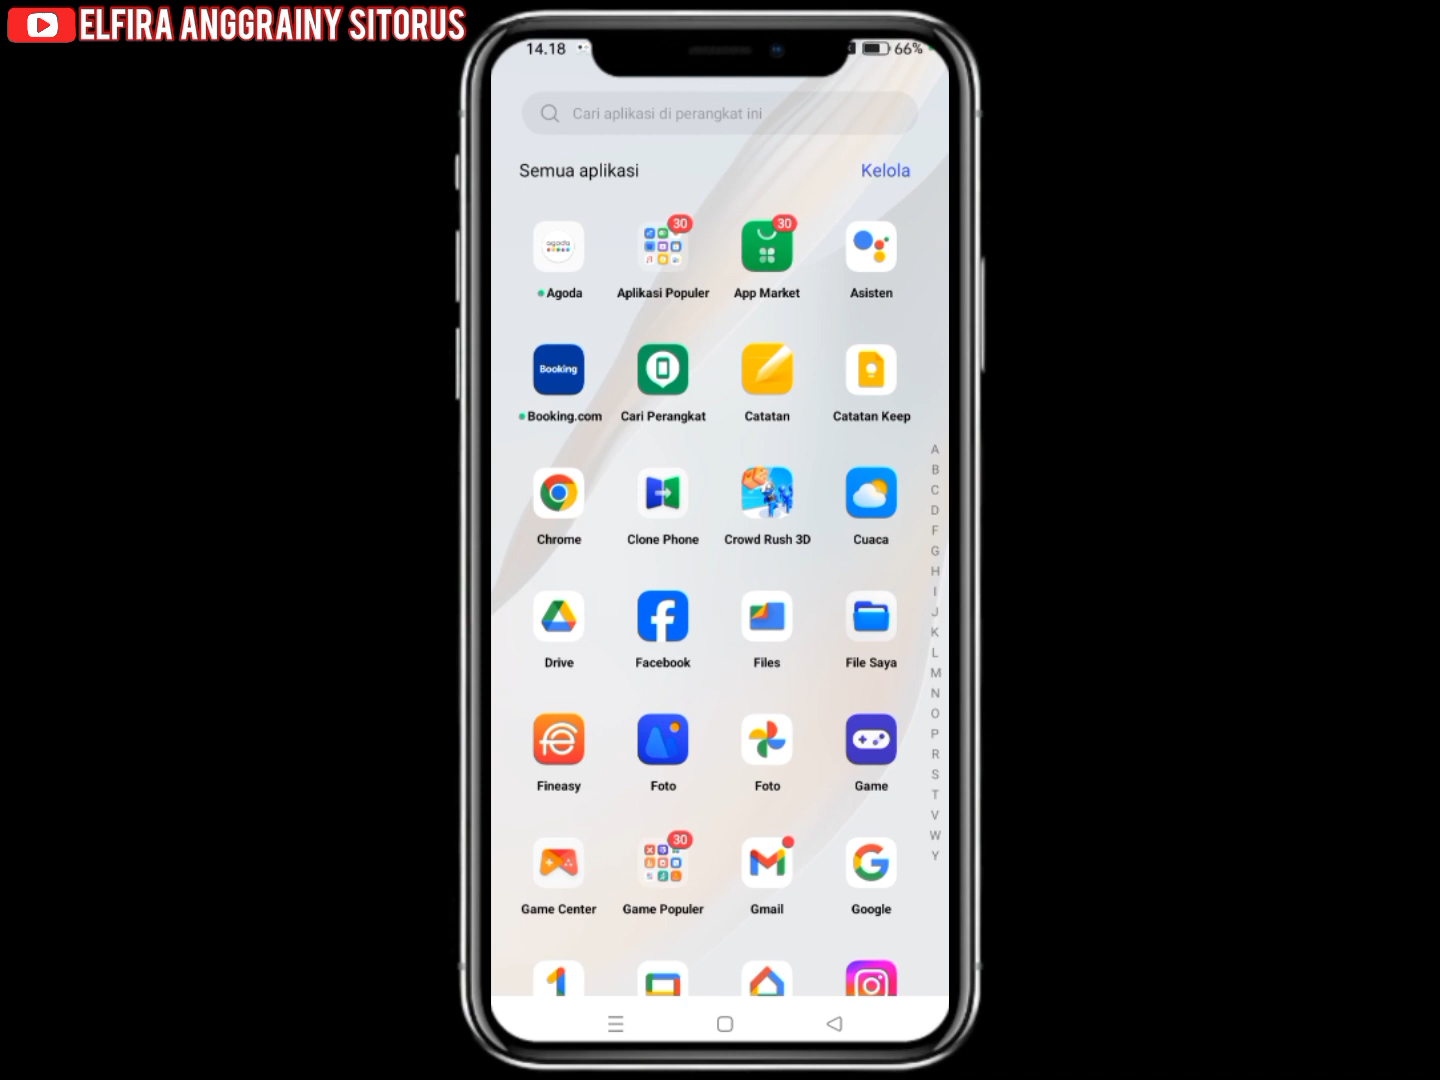 ELFIRA ANGGRAINY SITORUS
14.18
66%
Cari aplikasi di perangkat ini
Semua aplikasi
Kelola
30
30
agoda
Agoda
Aplikasi Populer
App Market
Asisten
Booking
Booking.com
Cari Perangkat
Catatan
Catatan Keep
Chrome
Clone Phone
Crowd Rush 3D
Cuaca
Drive
Facebook
Files
File Saya
Fineasy
Foto
Foto
Game
30
Game Center
Game Populer
Gmail
Google
A
B
C
D
F
G
H
I
J
K
L
M
N
O
P
R
S
T
V
W
Y